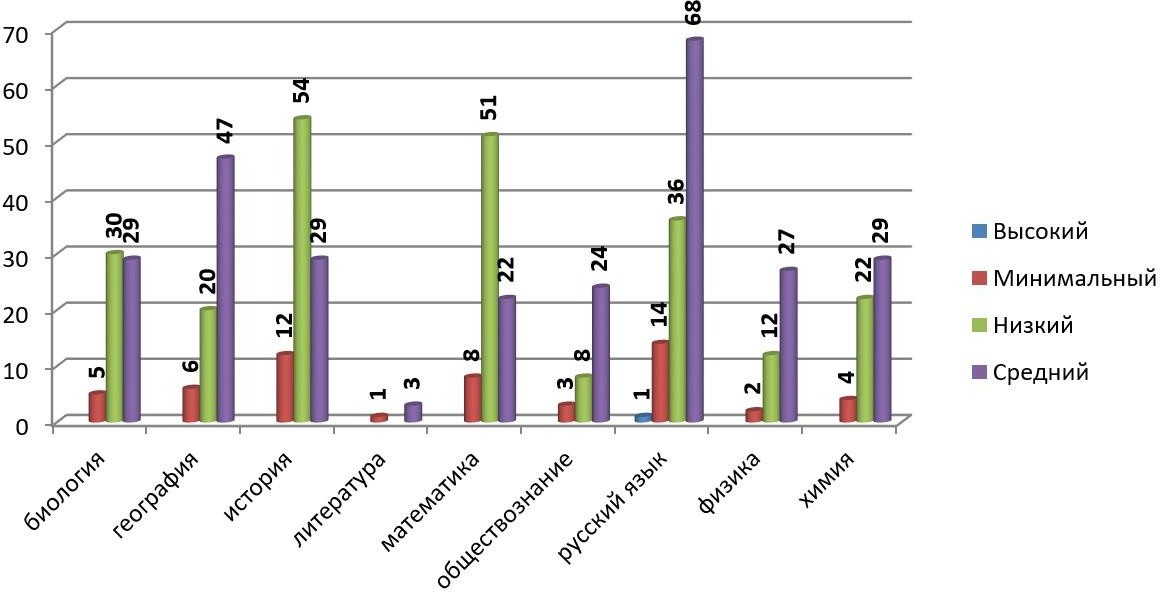 70
60
50
40
30
20
10
0
5
30
29
6
20
47
12
54
29
1
3
8
51
22
3
8
24
1
14
36
68
2
12
27
4
22
29
биология
география
история
литература
математика
обществознание
русский язык
физика
химия
Высокий
Минимальный
Низкий
Средний